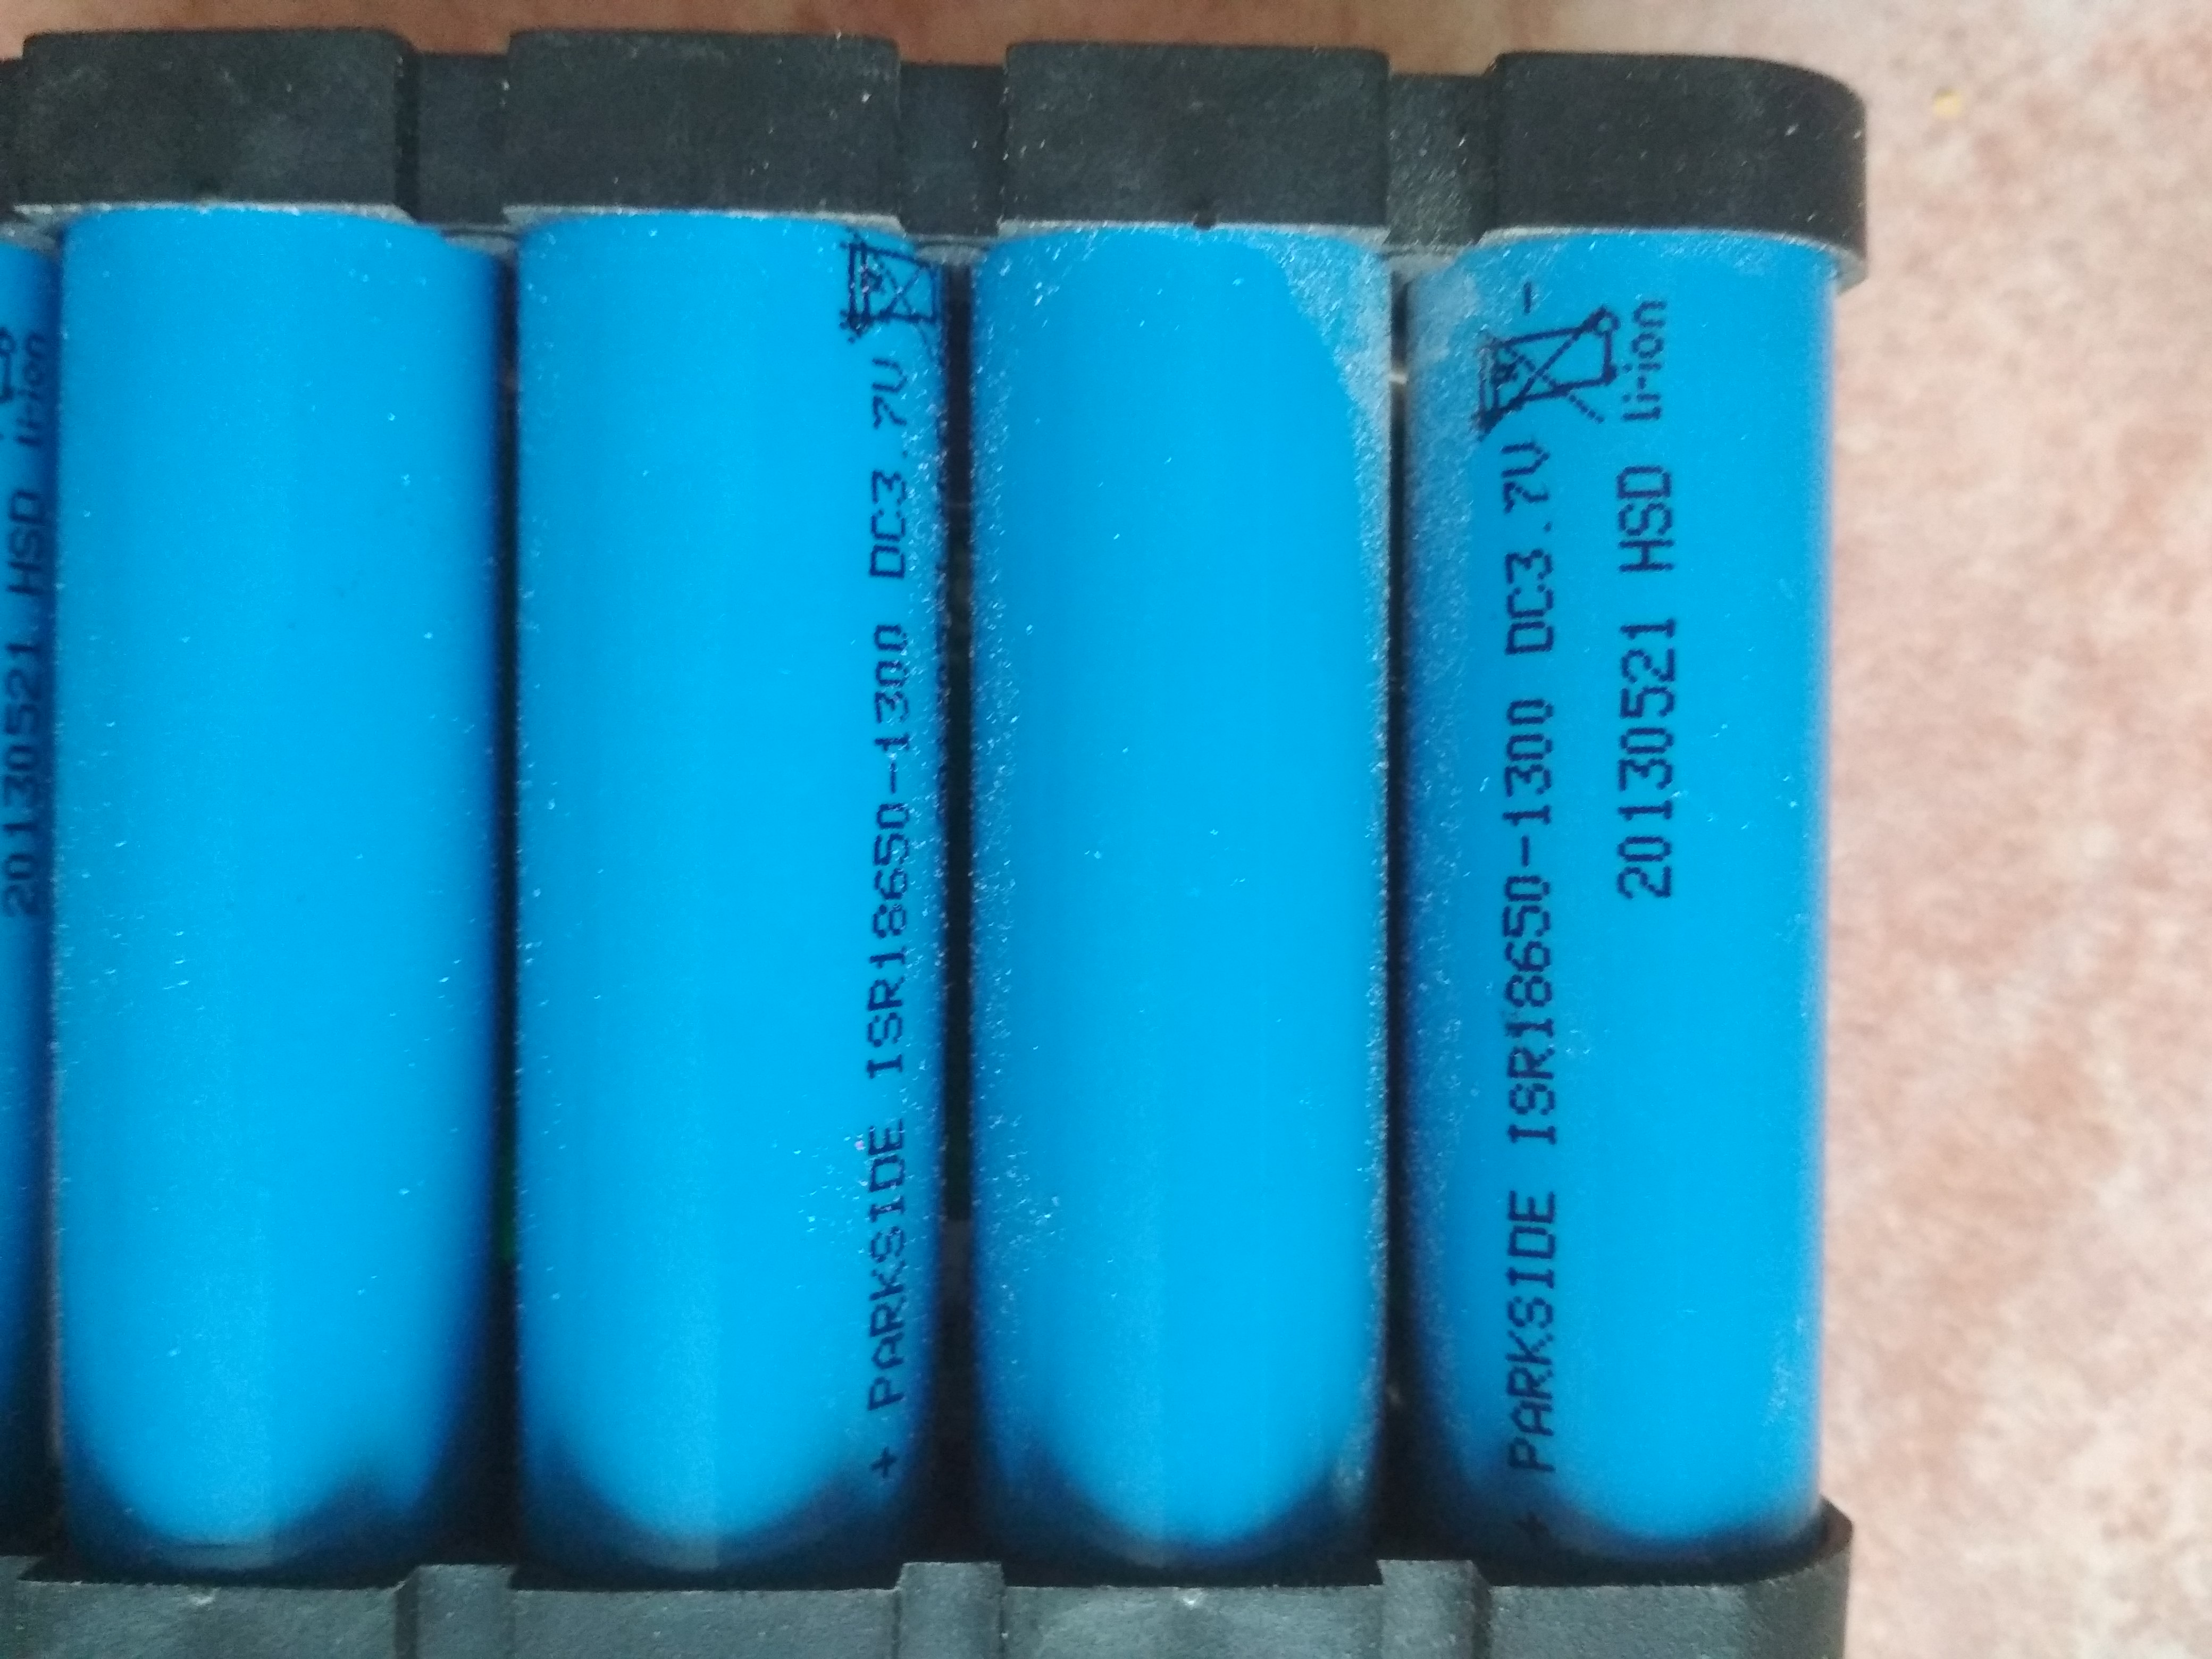 20130521 HSD li-ion
+ PARKSIDE ISR18650-1300 DC3.7V
+ PARKSIDE ISR18650-1300 DC3.7V -
20130521 HSD li-ion